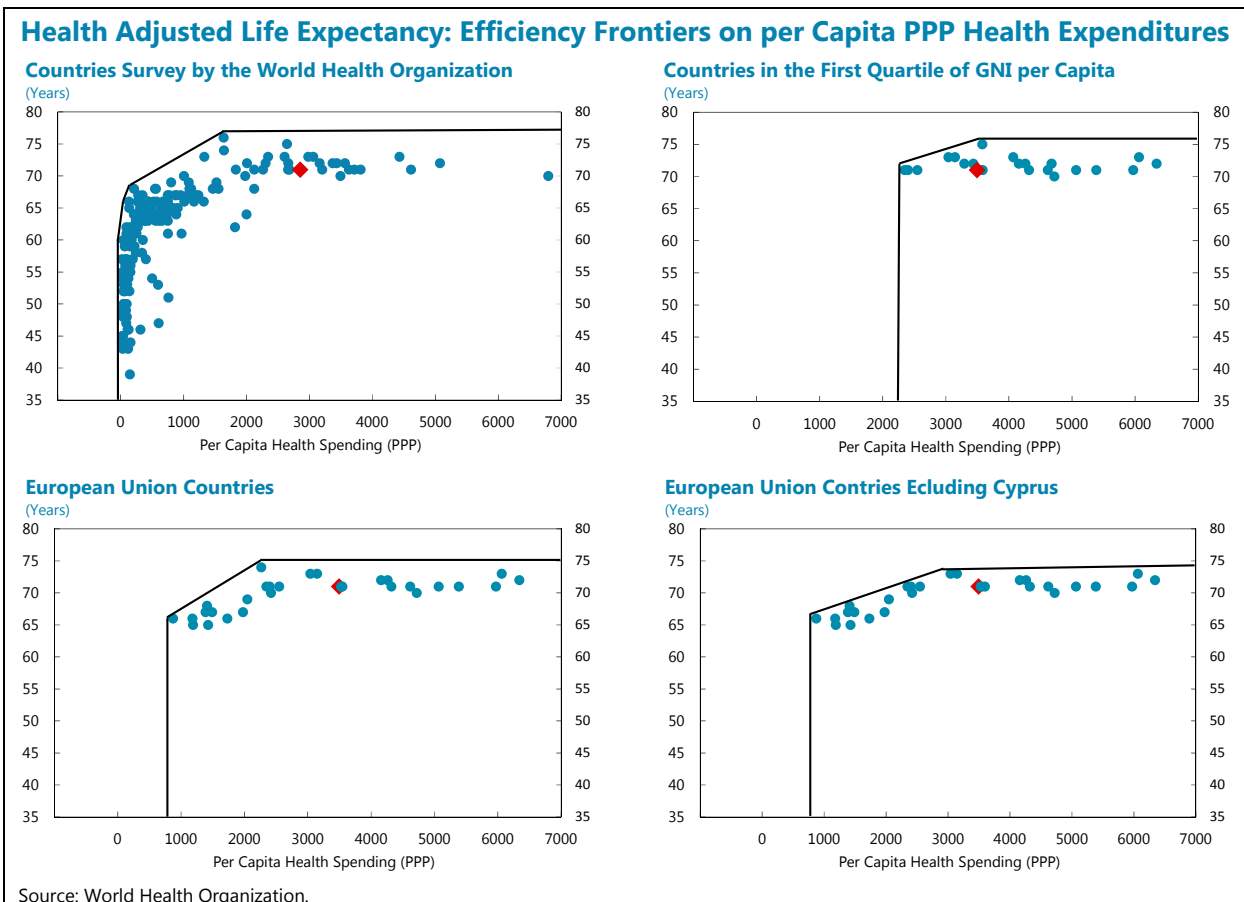 Health Adjusted Life Expectancy: Efficiency Frontiers on per Capita PPP Health Expenditures
Countries Survey by the World Health Organization
(Years)
80 80
75 75
70 70
65 65
60 60
55 55
50 50
45 45
40 40
35 35
0 1000 2000 3000 4000 5000 6000 7000
Per Capita Health Spending (PPP)
Countries in the First Quartile of GNI per Capita
(Years)
80 80
75 75
70 70
65 65
60 60
55 55
50 50
45 45
40 40
35 35
0 1000 2000 3000 4000 5000 6000 7000
Per Capita Health Spending (PPP)
European Union Countries
(Years)
80 80
75 75
70 70
65 65
60 60
55 55
50 50
45 45
40 40
35 35
0 1000 2000 3000 4000 5000 6000 7000
Per Capita Health Spending (PPP)
European Union Contries Ecluding Cyprus
(Years)
80 80
75 75
70 70
65 65
60 60
55 55
50 50
45 45
40 40
35 35
0 1000 2000 3000 4000 5000 6000 7000
Per Capita Health Spending (PPP)
Source: World Health Organization.